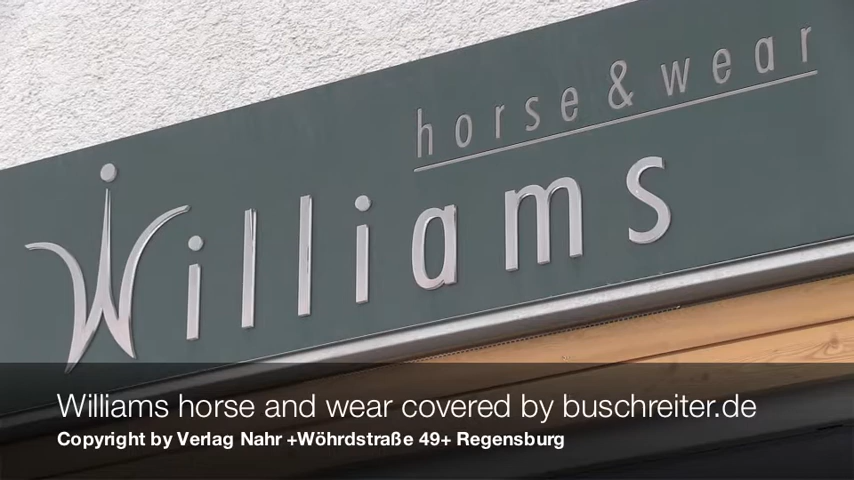 horse & wear
Williams
Williams horse and wear covered by buschreiter.de
Copyright by Verlag Nahr +Wöhrdstraße 49+ Regensburg